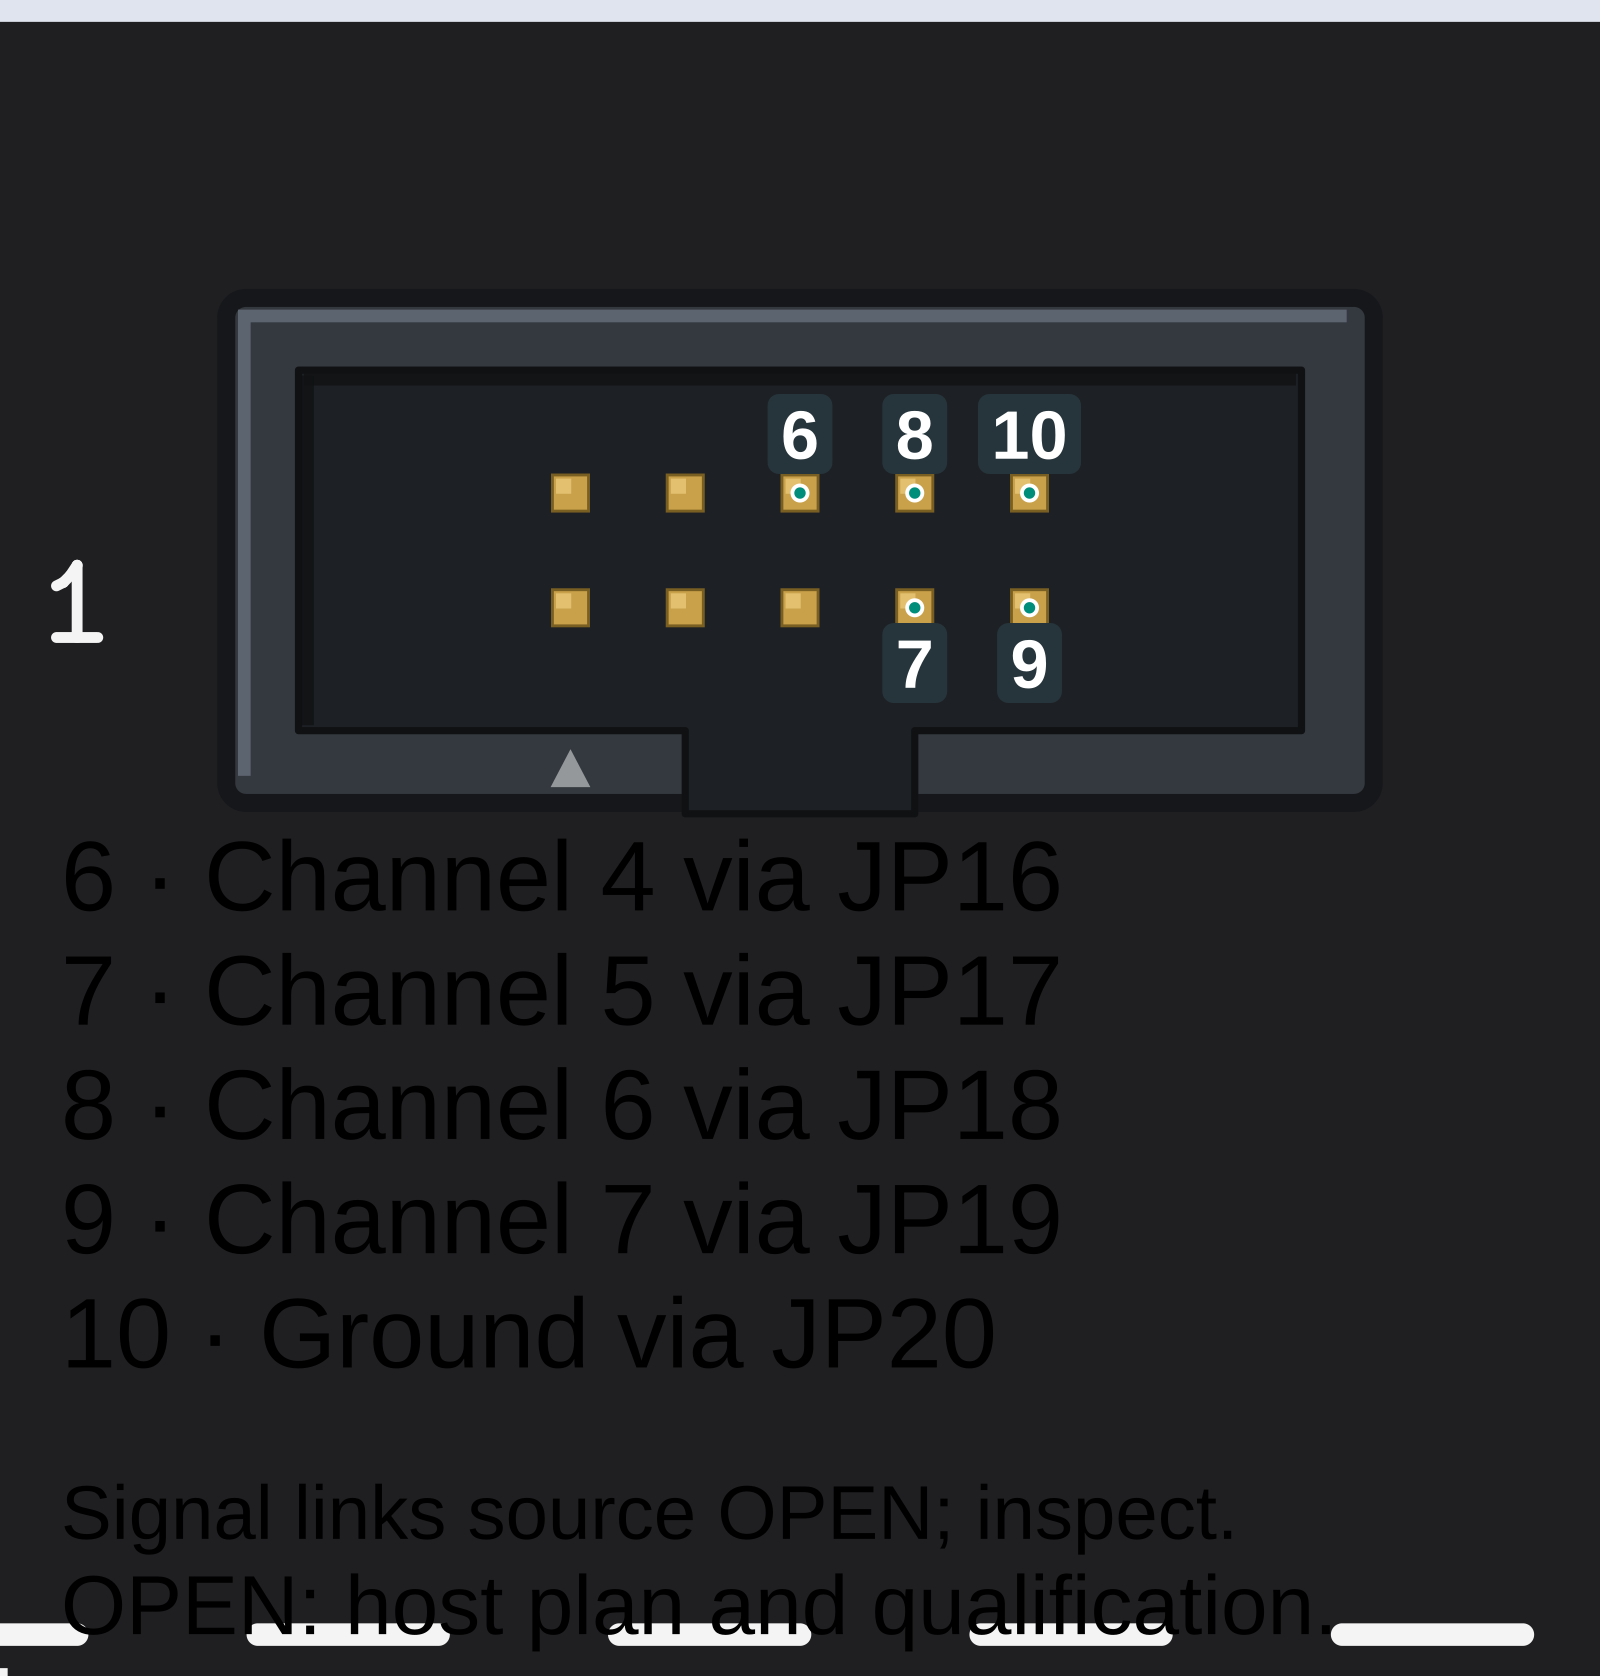 6 8 10
1
7 9
6 · Channel 4 via JP16
7 · Channel 5 via JP17
8 · Channel 6 via JP18
9 · Channel 7 via JP19
10 · Ground via JP20
Signal links source OPEN; inspect.
OPEN: host plan and qualification.